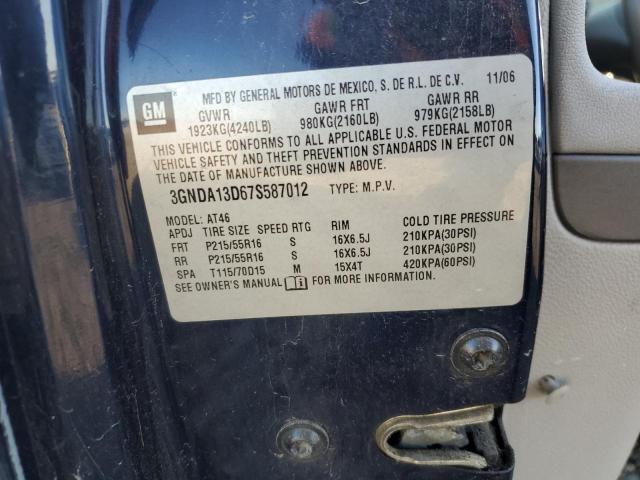 GM
MFD BY GENERAL MOTORS DE MEXICO, S. DE R.L. DE C.V. 11/06
GVWR GAWR FRT GAWR RR
1923KG(4240LB) 980KG(2160LB) 979KG(2158LB)
THIS VEHICLE CONFORMS TO ALL APPLICABLE U.S. FEDERAL MOTOR
VEHICLE SAFETY AND THEFT PREVENTION STANDARDS IN EFFECT ON
THE DATE OF MANUFACTURE SHOWN ABOVE.
3GNDA13D67S587012 TYPE: M.P.V.
MODEL: AT46
APDJ TIRE SIZE SPEED RTG RIM COLD TIRE PRESSURE
FRT P215/55R16 S 16X6.5J 210KPA(30PSI)
RR P215/55R16 S 16X6.5J 210KPA(30PSI)
SPA T115/70D15 M 15X4T 420KPA(60PSI)
SEE OWNER'S MANUAL FOR MORE INFORMATION.